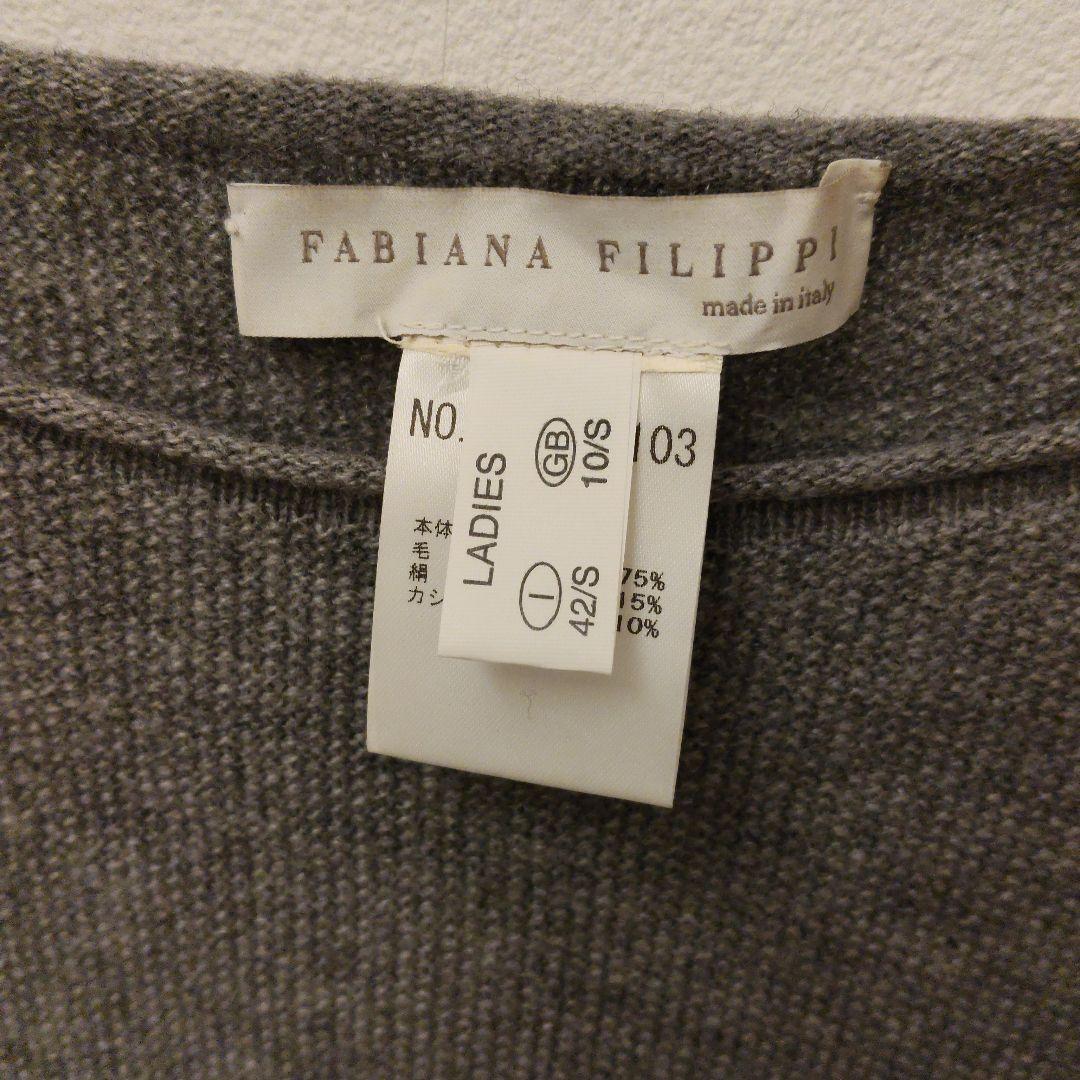 FABIANA FILIPPI
made in italy
NO. 103
LADIES
GB 10/S
I 42/S
本体
毛 75%
絹 15%
カシ 10%